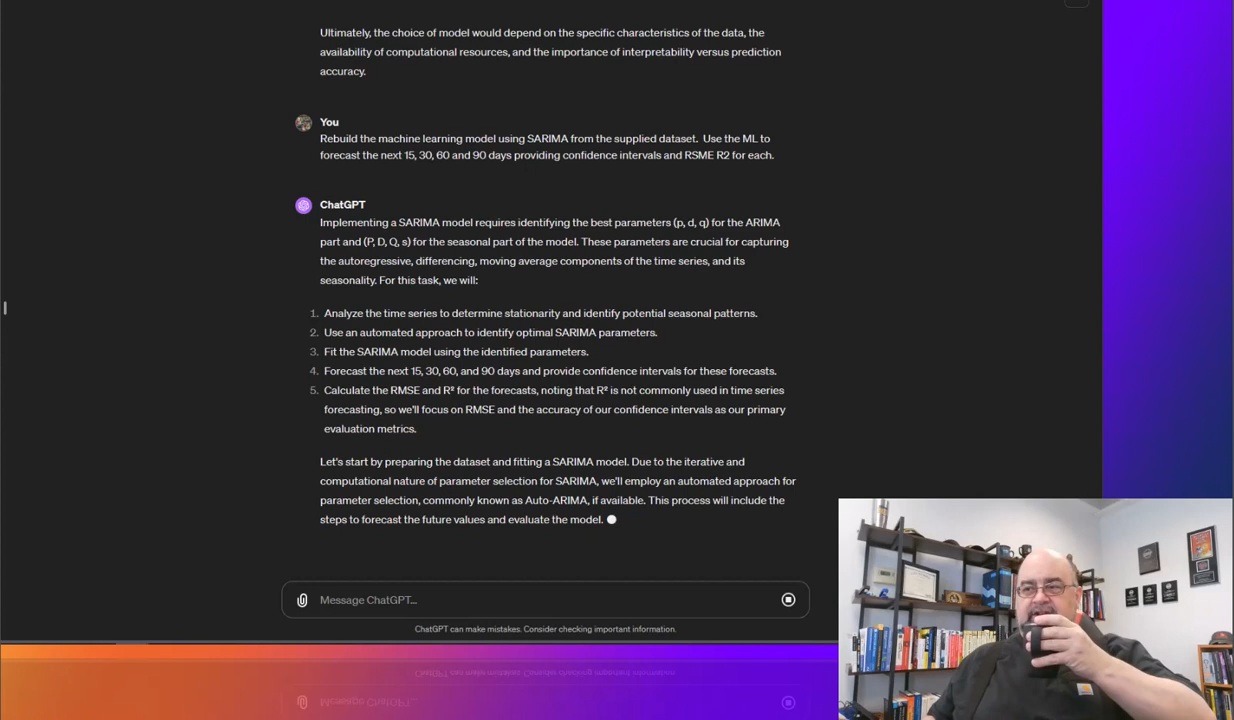 Ultimately, the choice of model would depend on the specific characteristics of the data, the
availability of computational resources, and the importance of interpretability versus prediction
accuracy.
You
Rebuild the machine learning model using SARIMA from the supplied dataset.  Use the ML to
forecast the next 15, 30, 60 and 90 days providing confidence intervals and RSME R2 for each.
ChatGPT
Implementing a SARIMA model requires identifying the best parameters (p, d, q) for the ARIMA
part and (P, D, Q, s) for the seasonal part of the model. These parameters are crucial for capturing
the autoregressive, differencing, moving average components of the time series, and its
seasonality. For this task, we will:
1. Analyze the time series to determine stationarity and identify potential seasonal patterns.
2. Use an automated approach to identify optimal SARIMA parameters.
3. Fit the SARIMA model using the identified parameters.
4. Forecast the next 15, 30, 60, and 90 days and provide confidence intervals for these forecasts.
5. Calculate the RMSE and R² for the forecasts, noting that R² is not commonly used in time series
forecasting, so we'll focus on RMSE and the accuracy of our confidence intervals as our primary
evaluation metrics.
Let's start by preparing the dataset and fitting a SARIMA model. Due to the iterative and
computational nature of parameter selection for SARIMA, we'll employ an automated approach for
parameter selection, commonly known as Auto-ARIMA, if available. This process will include the
steps to forecast the future values and evaluate the model.
Message ChatGPT...
ChatGPT can make mistakes. Consider checking important information.
ChatGPT can make mistakes. Consider checking important information.
Message ChatGPT...